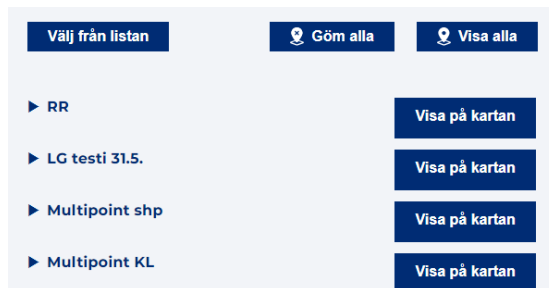 Välj från listan
Göm alla
Visa alla
RR
Visa på kartan
LG testi 31.5.
Visa på kartan
Multipoint shp
Visa på kartan
Multipoint KL
Visa på kartan